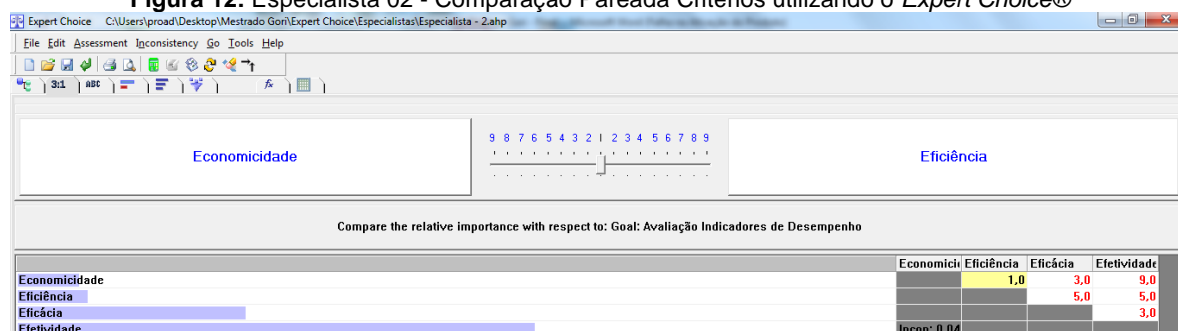 Figura 12: Especialista 02 - Comparação Pareada Critérios utilizando o Expert Choice®
Expert Choice C:\Users\proad\Desktop\Mestrado Gori\Expert Choice\Especialistas\Especialista - 2.ahp
File Edit Assessment Inconsistency Go Tools Help
3:1 ABC fx
9 8 7 6 5 4 3 2 1 2 3 4 5 6 7 8 9
Economicidade Eficiência
Compare the relative importance with respect to: Goal: Avaliação Indicadores de Desempenho
Economici Eficiência Eficácia Efetividade
Economicidade 1,0 3,0 9,0
Eficiência 5,0 5,0
Eficácia 3,0
Efetividade Incon: 0,04